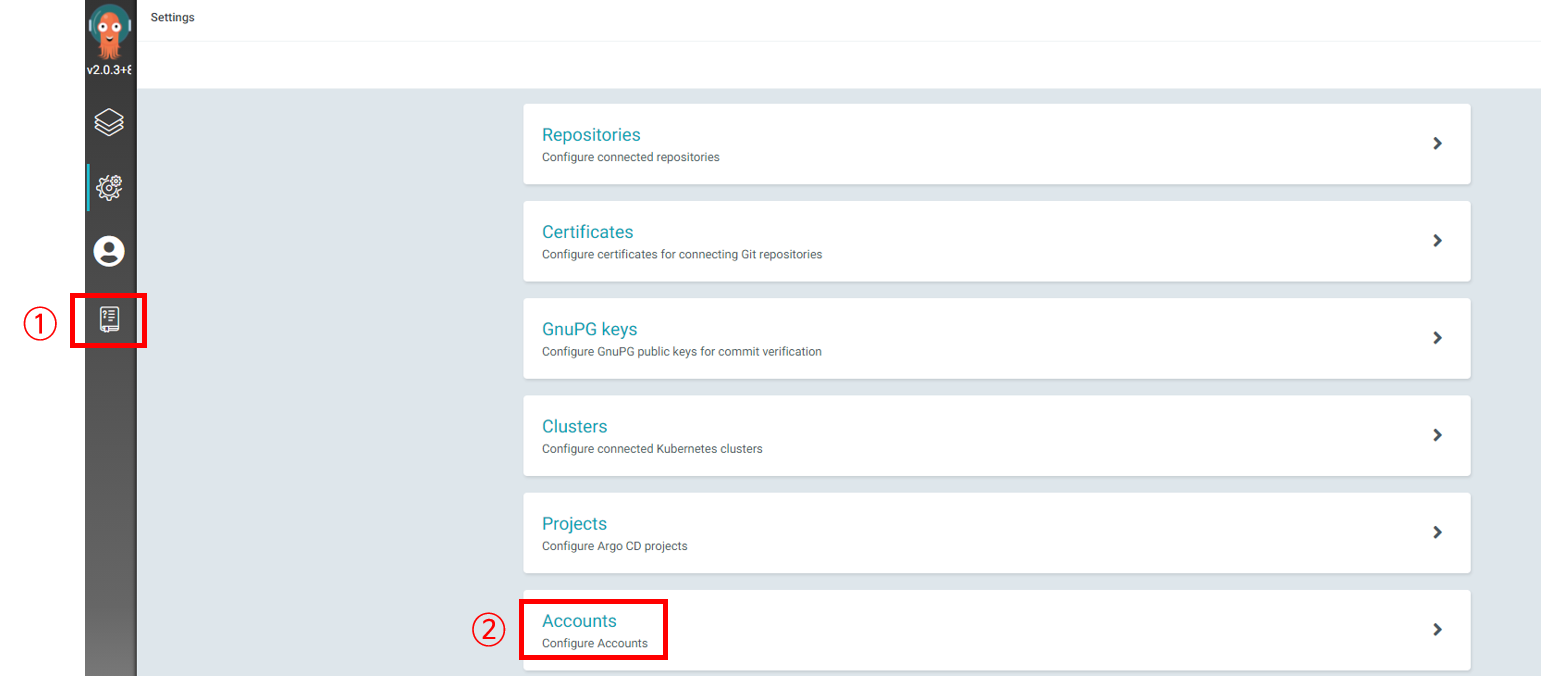 Settings
v2.0.3+8
Repositories
Configure connected repositories
Certificates
Configure certificates for connecting Git repositories
①
GnuPG keys
Configure GnuPG public keys for commit verification
Clusters
Configure connected Kubernetes clusters
Projects
Configure Argo CD projects
②
Accounts
Configure Accounts